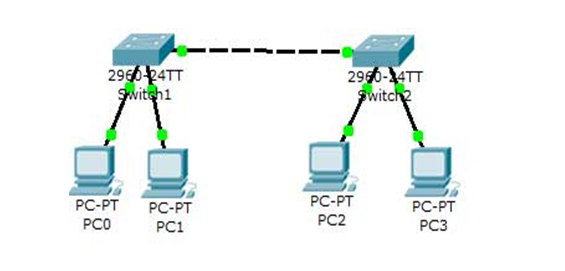 2960-24TT
Switch1
2960-24TT
Switch2
PC-PT
PC0
PC-PT
PC1
PC-PT
PC2
PC-PT
PC3